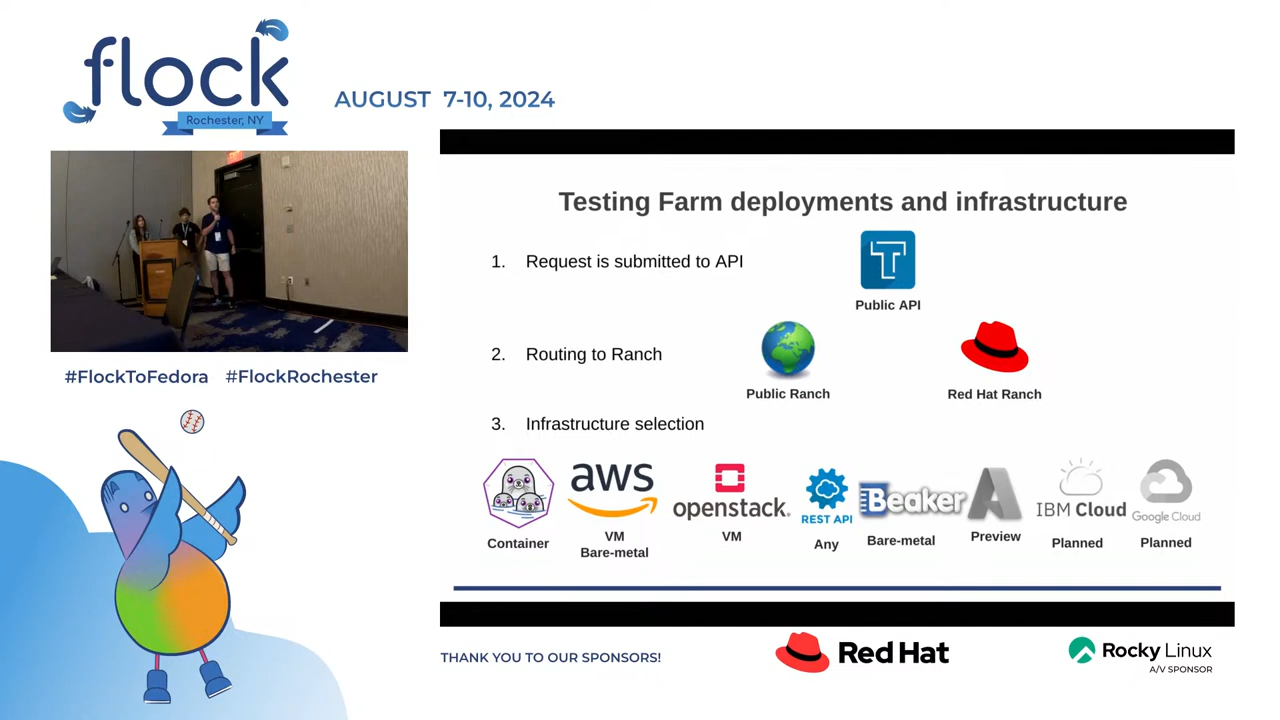 flock
Rochester, NY
AUGUST 7-10, 2024
#FlockToFedora #FlockRochester
Testing Farm deployments and infrastructure
1. Request is submitted to API
Public API
2. Routing to Ranch
Public Ranch
Red Hat Ranch
3. Infrastructure selection
Container
aws
VM
Bare-metal
openstack.
VM
REST API
Any
Beaker
Bare-metal
Preview
IBM Cloud
Planned
Google Cloud
Planned
THANK YOU TO OUR SPONSORS!
Red Hat
Rocky Linux
A/V SPONSOR